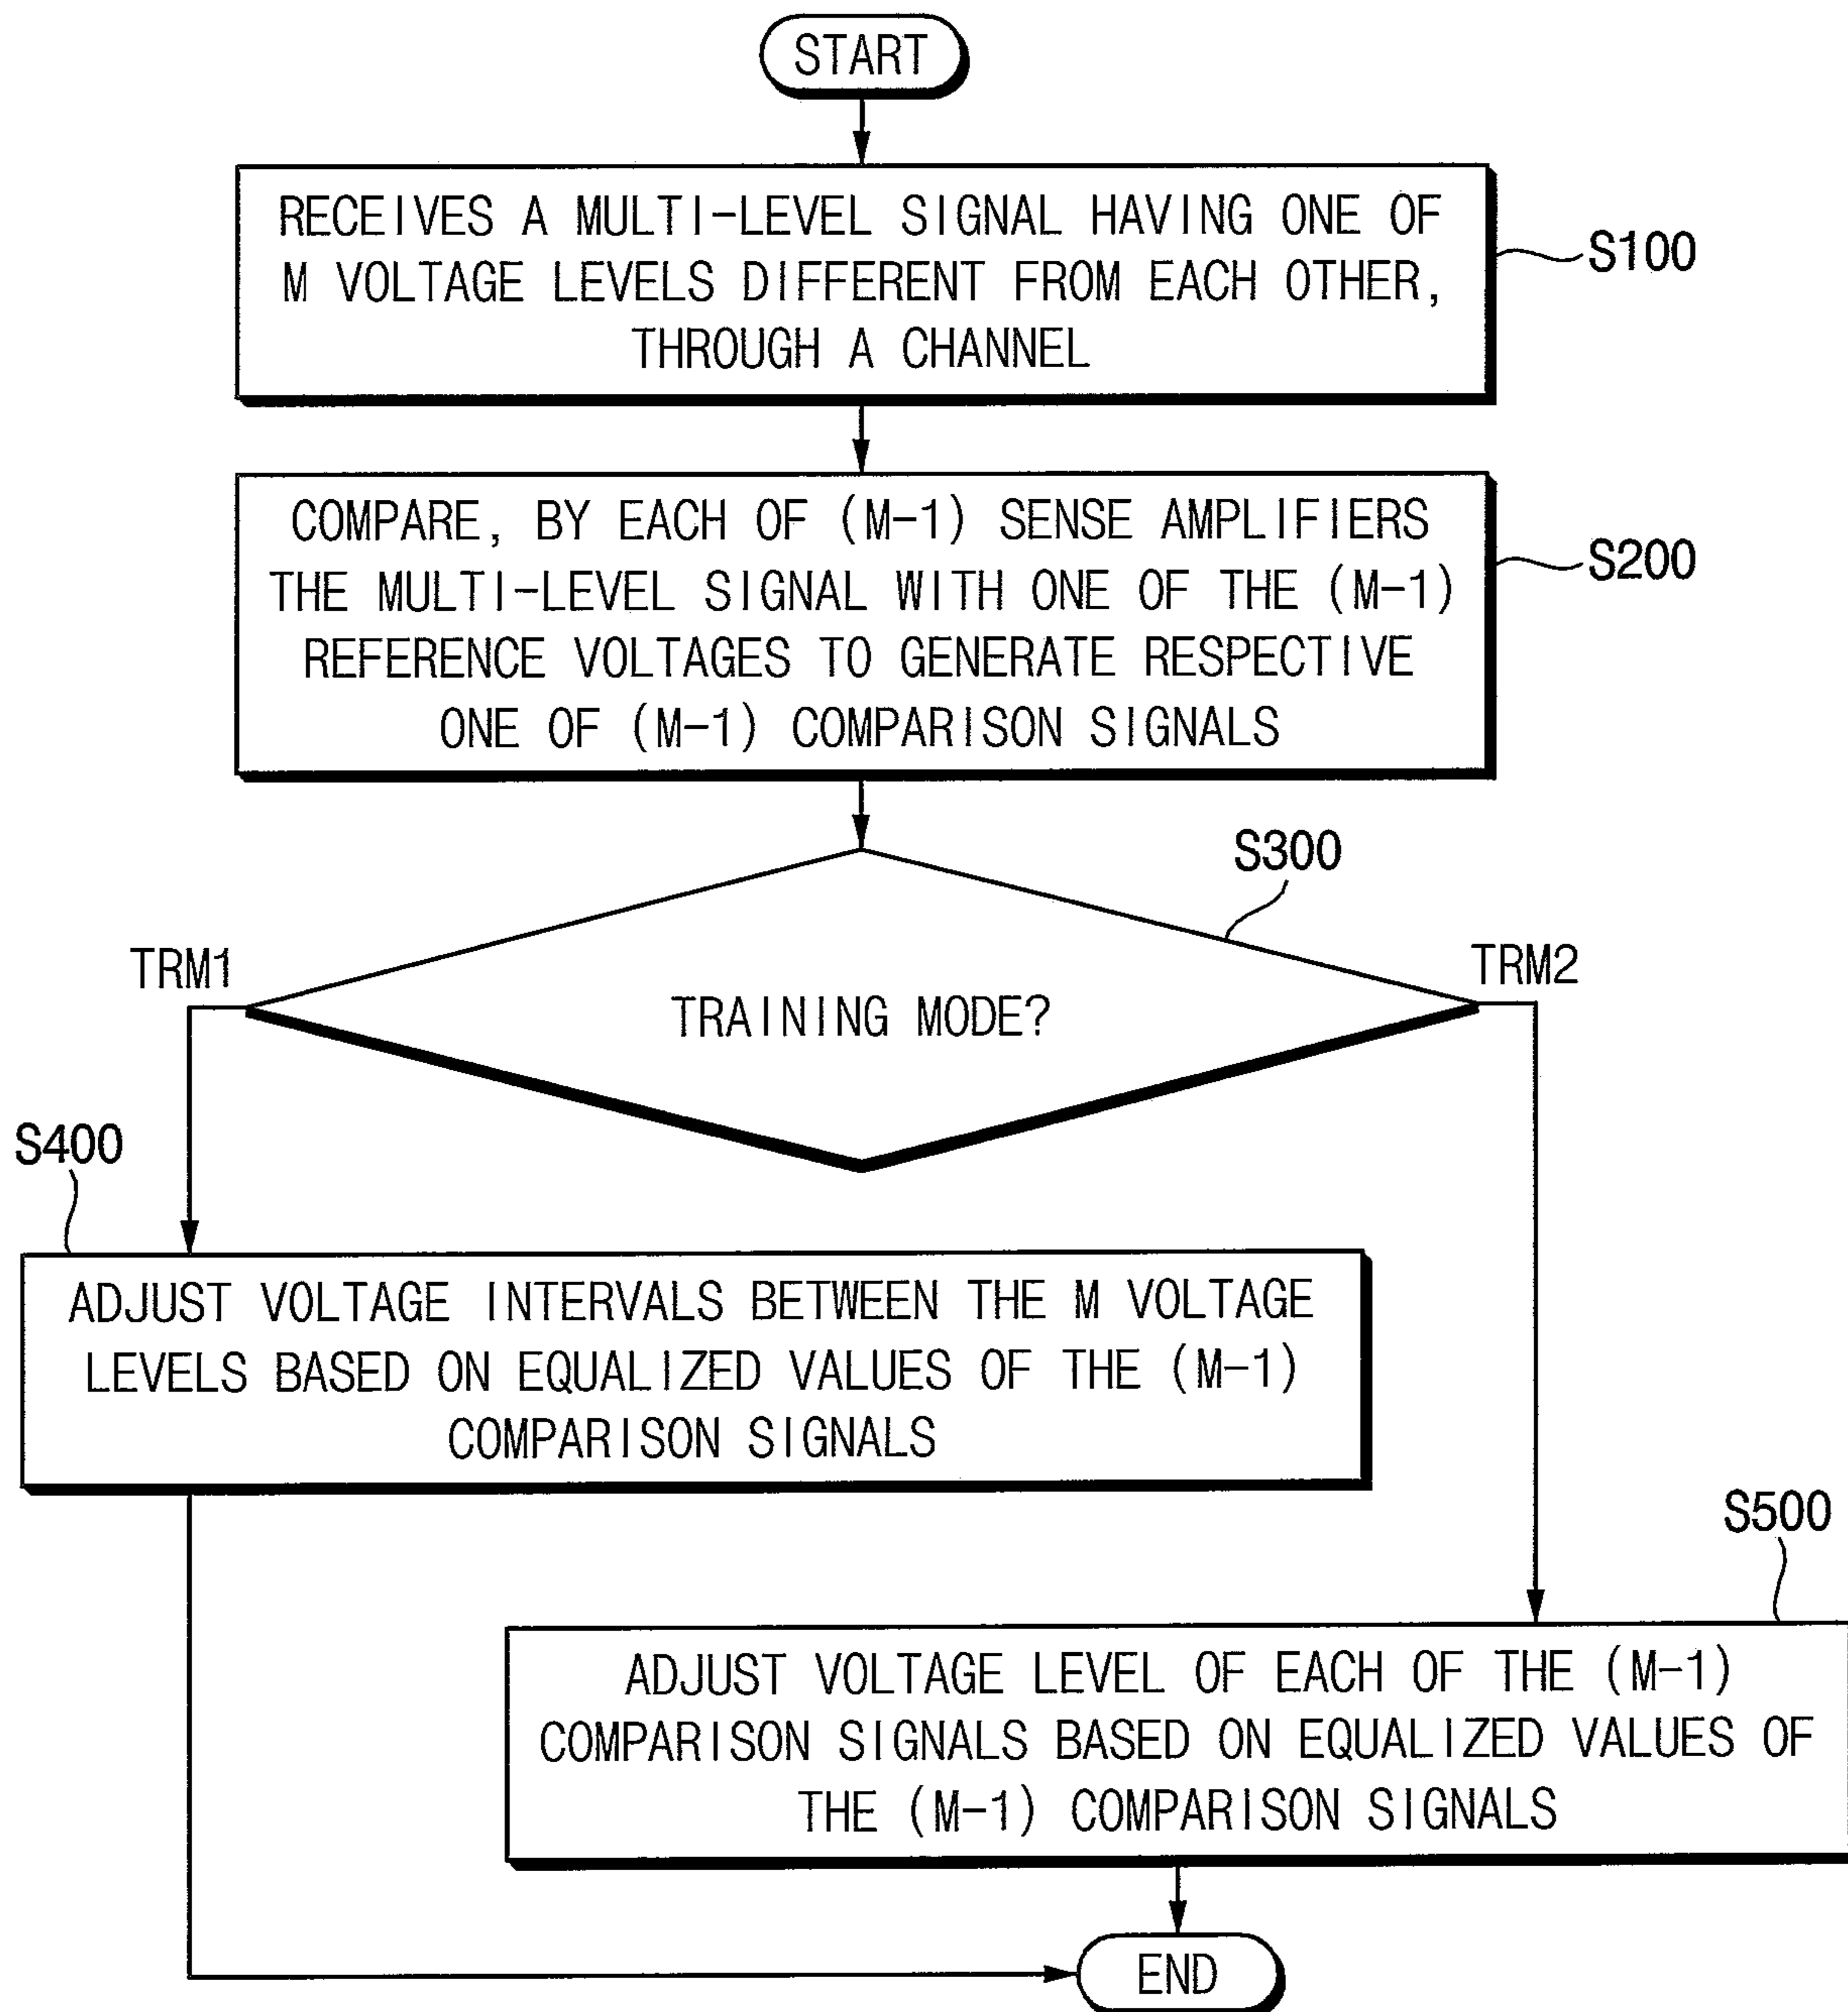 START
RECEIVES A MULTI-LEVEL SIGNAL HAVING ONE OF
M VOLTAGE LEVELS DIFFERENT FROM EACH OTHER,
THROUGH A CHANNEL
S100
COMPARE, BY EACH OF (M-1) SENSE AMPLIFIERS
THE MULTI-LEVEL SIGNAL WITH ONE OF THE (M-1)
REFERENCE VOLTAGES TO GENERATE RESPECTIVE
ONE OF (M-1) COMPARISON SIGNALS
S200
S300
TRM1
TRAINING MODE?
TRM2
S400
ADJUST VOLTAGE INTERVALS BETWEEN THE M VOLTAGE
LEVELS BASED ON EQUALIZED VALUES OF THE (M-1)
COMPARISON SIGNALS
S500
ADJUST VOLTAGE LEVEL OF EACH OF THE (M-1)
COMPARISON SIGNALS BASED ON EQUALIZED VALUES OF
THE (M-1) COMPARISON SIGNALS
END